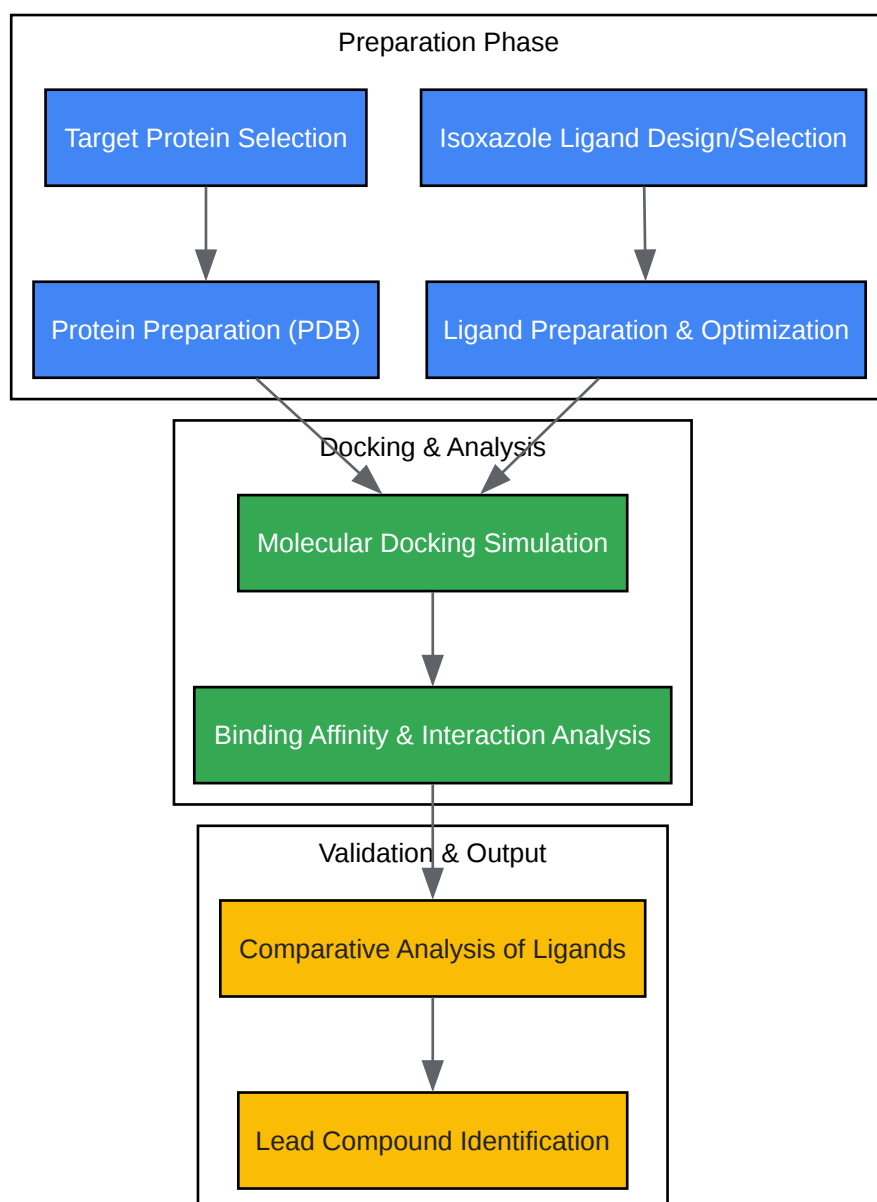 Preparation Phase
Target Protein Selection
Isoxazole Ligand Design/Selection
Protein Preparation (PDB)
Ligand Preparation & Optimization
Docking & Analysis
Molecular Docking Simulation
Binding Affinity & Interaction Analysis
Validation & Output
Comparative Analysis of Ligands
Lead Compound Identification